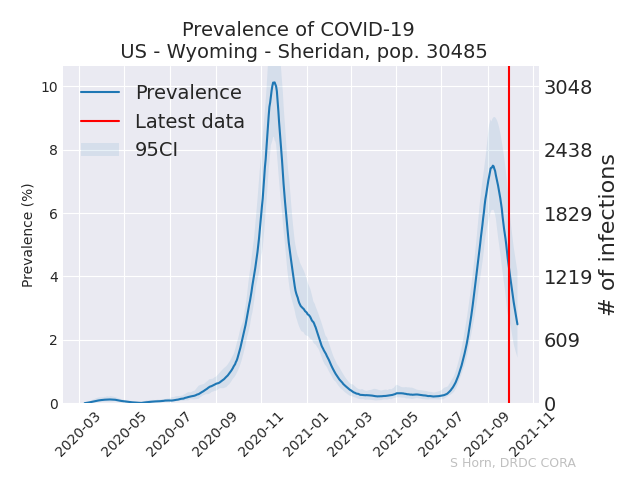 Prevalence of COVID-19
US - Wyoming - Sheridan, pop. 30485
Prevalence
Latest data
95CI
Prevalence (%)
10
8
6
4
2
0
3048
2438
1829
1219
609
0
# of infections
2020-03
2020-05
2020-07
2020-09
2020-11
2021-01
2021-03
2021-05
2021-07
2021-09
2021-11
S Horn, DRDC CORA